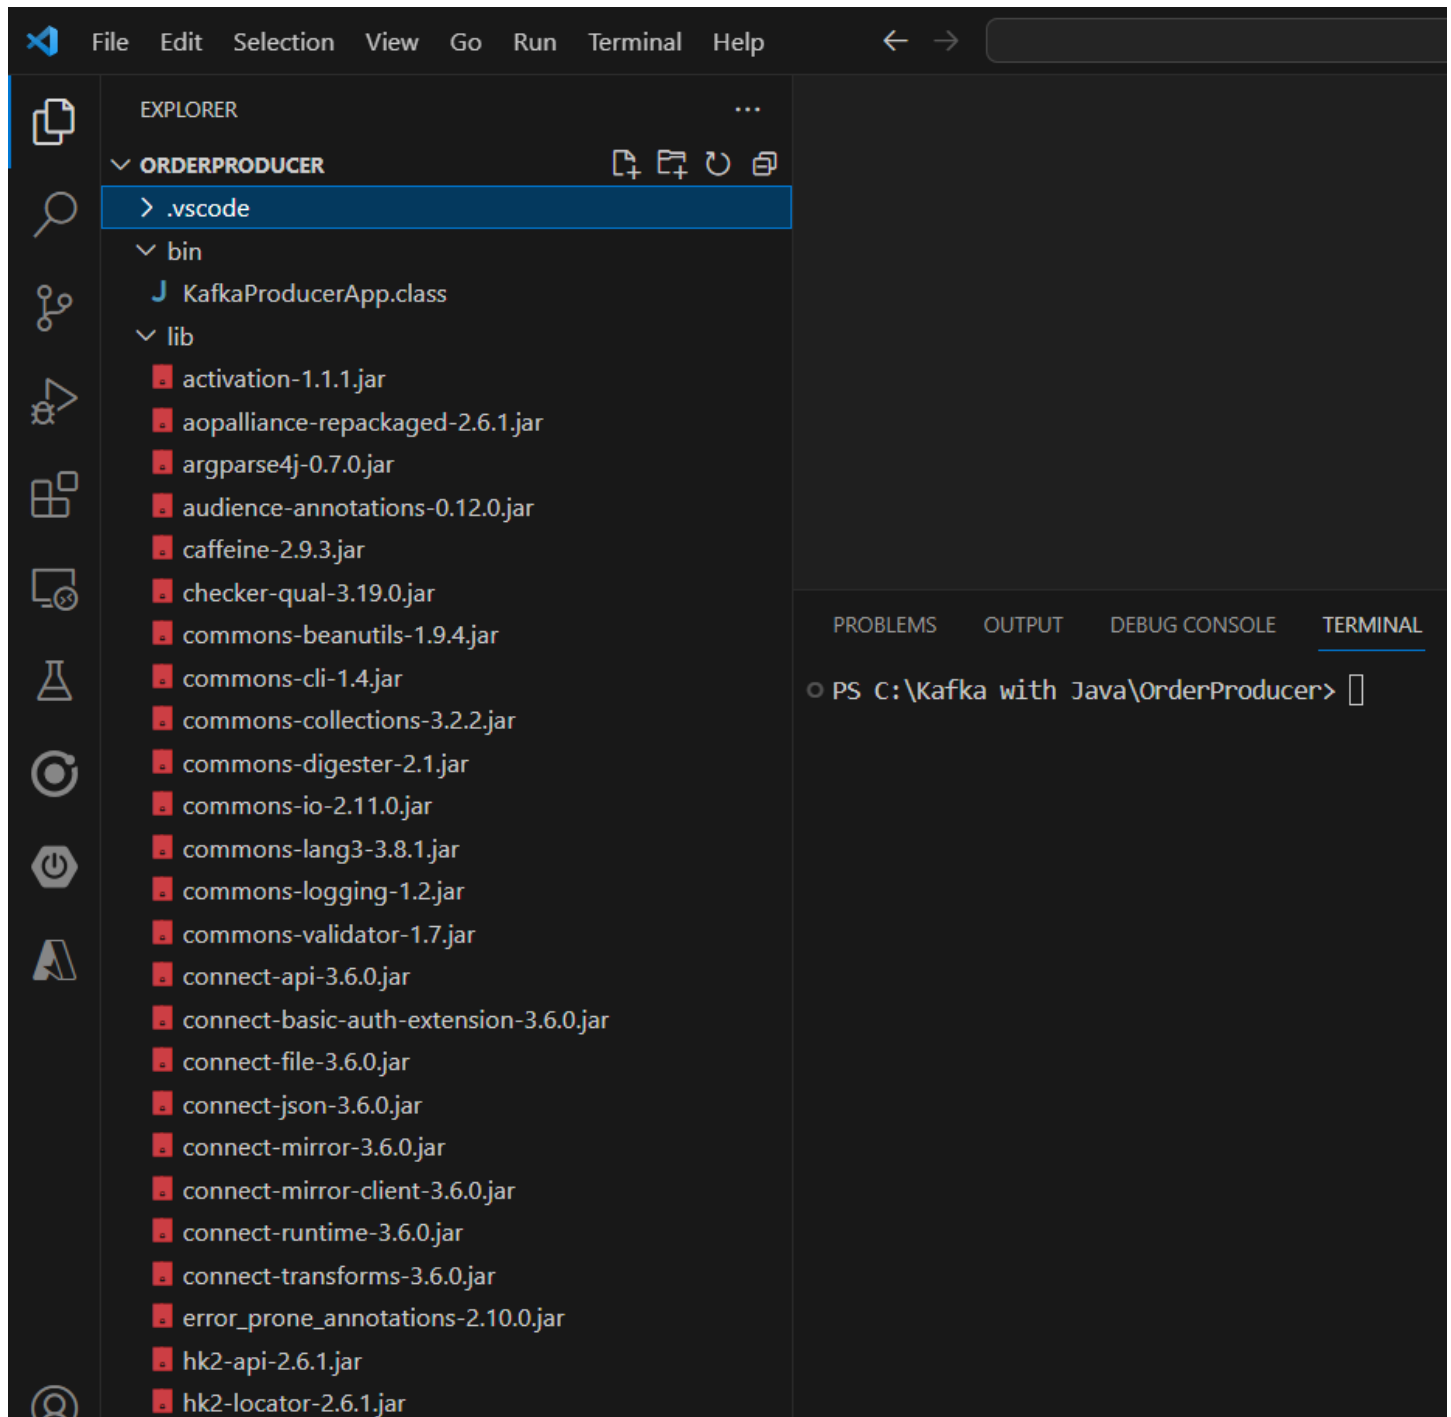 File Edit Selection View Go Run Terminal Help
EXPLORER
ORDERPRODUCER
.vscode
bin
KafkaProducerApp.class
lib
activation-1.1.1.jar
aopalliance-repackaged-2.6.1.jar
argparse4j-0.7.0.jar
audience-annotations-0.12.0.jar
caffeine-2.9.3.jar
checker-qual-3.19.0.jar
commons-beanutils-1.9.4.jar
commons-cli-1.4.jar
commons-collections-3.2.2.jar
commons-digester-2.1.jar
commons-io-2.11.0.jar
commons-lang3-3.8.1.jar
commons-logging-1.2.jar
commons-validator-1.7.jar
connect-api-3.6.0.jar
connect-basic-auth-extension-3.6.0.jar
connect-file-3.6.0.jar
connect-json-3.6.0.jar
connect-mirror-3.6.0.jar
connect-mirror-client-3.6.0.jar
connect-runtime-3.6.0.jar
connect-transforms-3.6.0.jar
error_prone_annotations-2.10.0.jar
hk2-api-2.6.1.jar
hk2-locator-2.6.1.jar
PROBLEMS OUTPUT DEBUG CONSOLE TERMINAL
PS C:\Kafka with Java\OrderProducer>